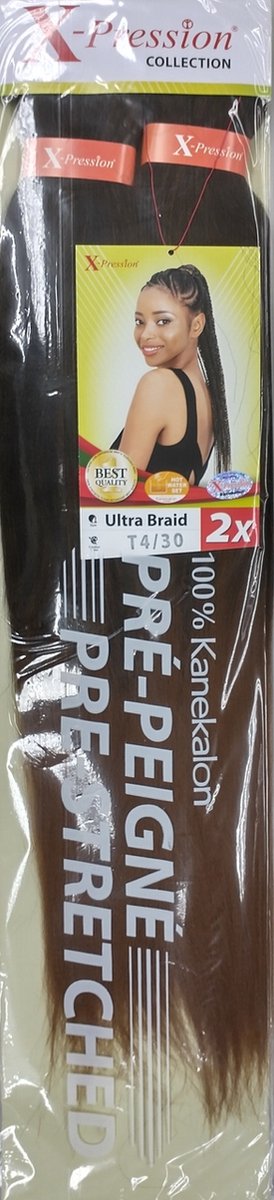 X-Pression®
COLLECTION
X-Pression®
X-Pression®
X-Pression®
BEST
QUALITY
HOT
WATER
SET
Ultra Braid
2x
T4/30
100% Kanekalon
PRÉ-PEIGNÉ
PRE-STRETCHED